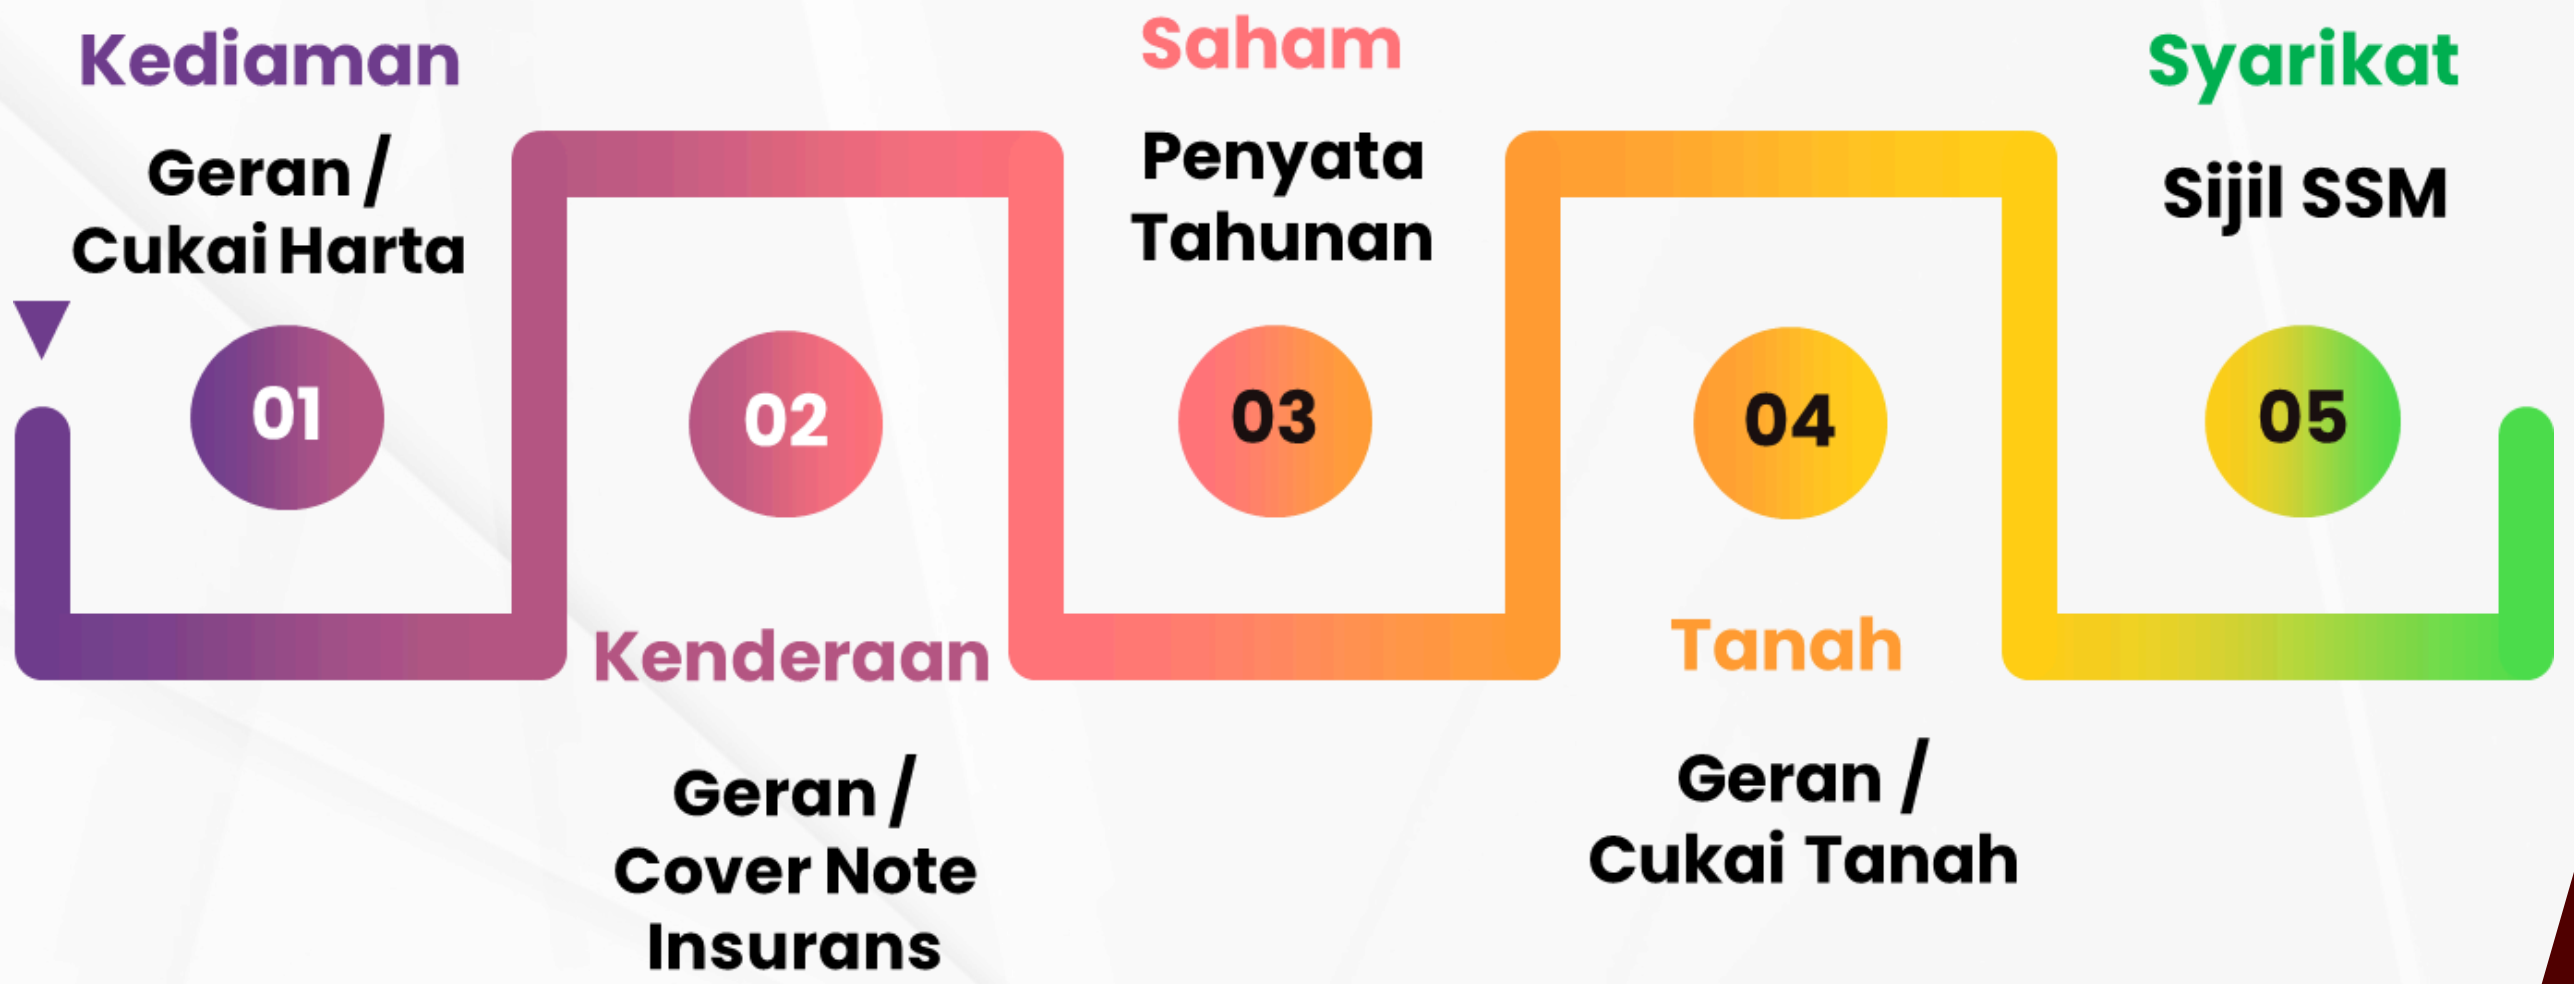 Kediaman
Geran /
Cukai Harta
01
02
Kenderaan
Geran /
Cover Note
Insurans
Saham
Penyata
Tahunan
03
04
Tanah
Geran /
Cukai Tanah
Syarikat
Sijil SSM
05